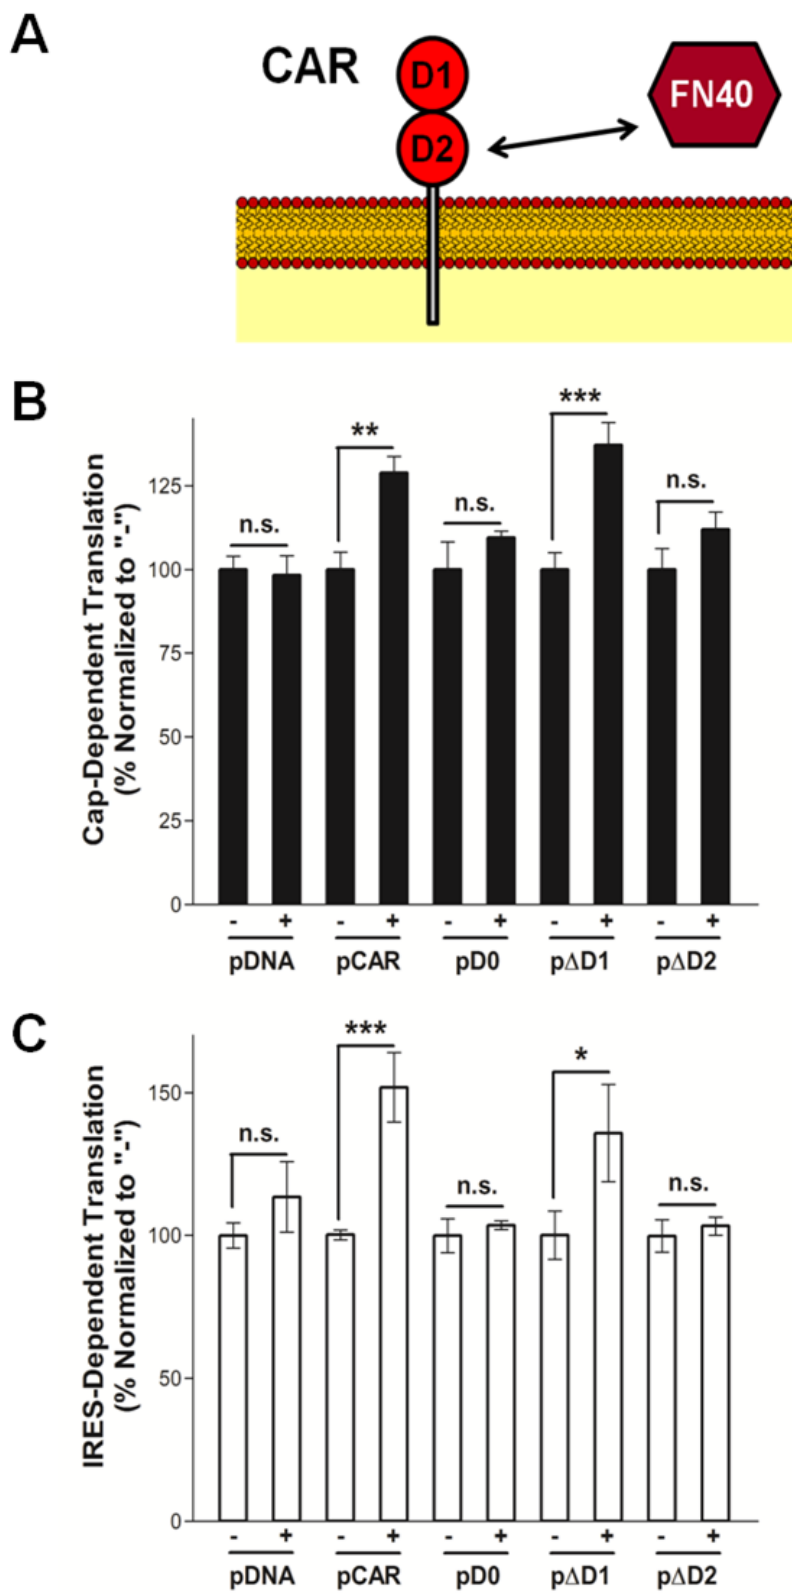 A
CAR
D1
D2
FN40
B
Cap-Dependent Translation
(% Normalized to "-")
125
100
75
50
25
0
n.s.
**
n.s.
***
n.s.
- + - + - + - + - +
pDNA pCAR pD0 pΔD1 pΔD2
C
IRES-Dependent Translation
(% Normalized to "-")
150
100
50
0
n.s.
***
n.s.
*
n.s.
- + - + - + - + - +
pDNA pCAR pD0 pΔD1 pΔD2